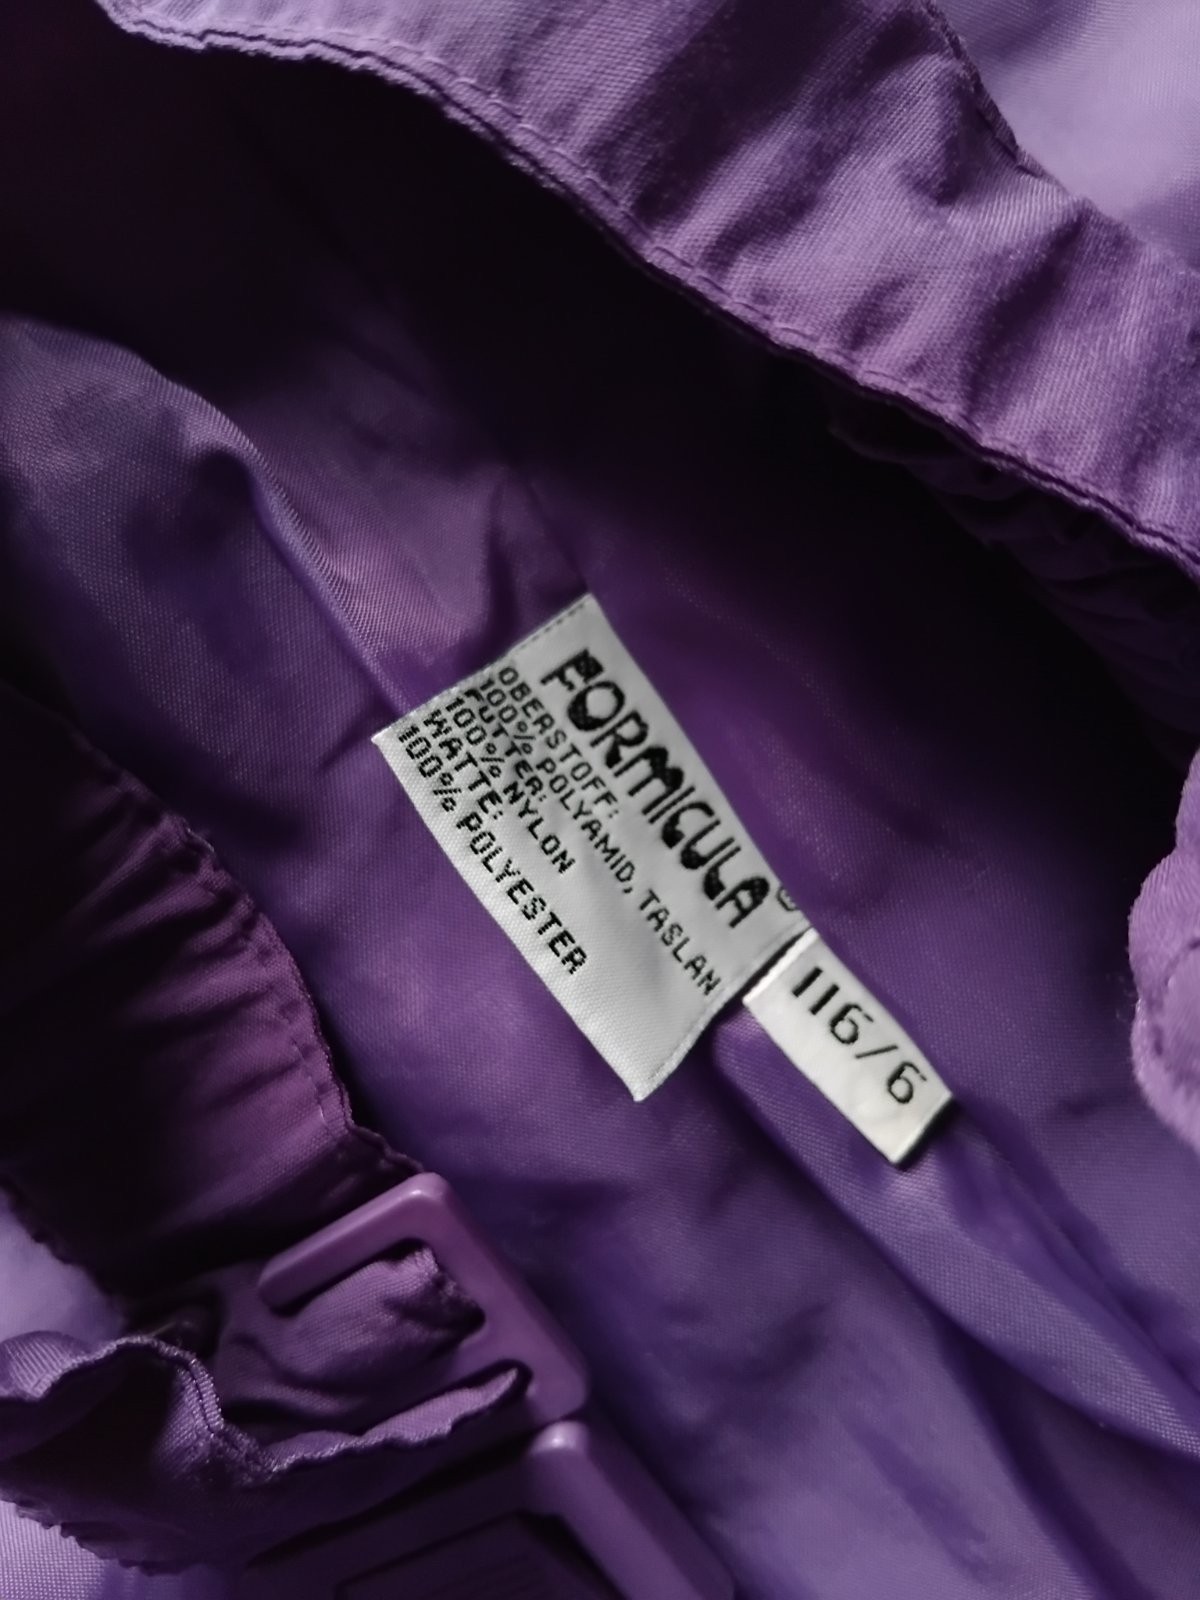 FORMICULA®
OBERSTOFF:
100% POLYAMID, TASLAN
FUTTER:
100% NYLON
WATTE:
100% POLYESTER
116/6